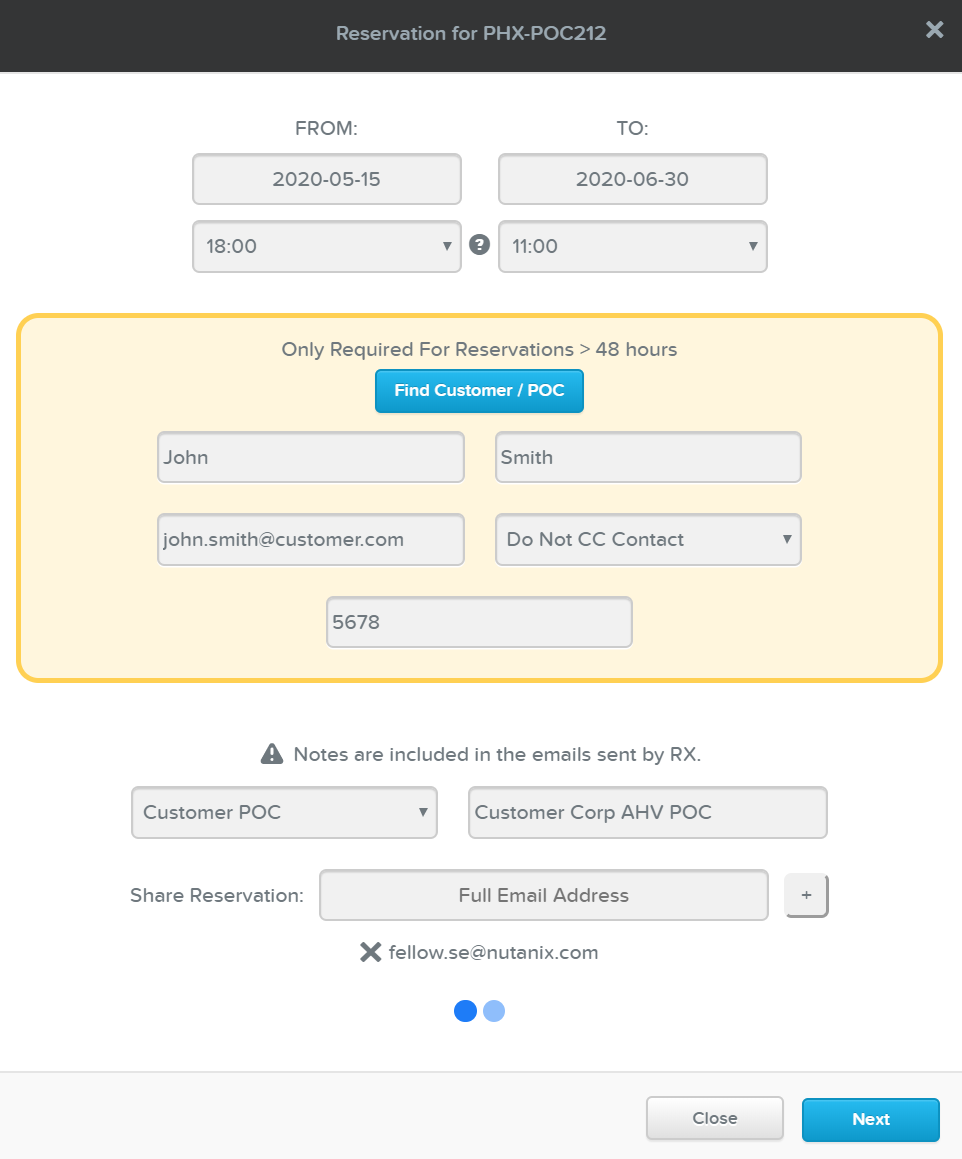 Reservation for PHX-POC212
FROM: TO:
2020-05-15 2020-06-30
18:00 11:00
Only Required For Reservations > 48 hours
Find Customer / POC
John Smith
john.smith@customer.com Do Not CC Contact
5678
Notes are included in the emails sent by RX.
Customer POC Customer Corp AHV POC
Share Reservation: Full Email Address +
fellow.se@nutanix.com
Close Next